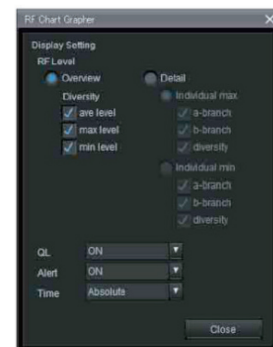 RF Chart Grapher
Display Setting
RF Level
Overview Detail
Diversity Individual max
ave level a-branch
max level b-branch
min level diversity
Individual min
a-branch
b-branch
diversity
QL ON
Alert ON
Time Absolute
Close